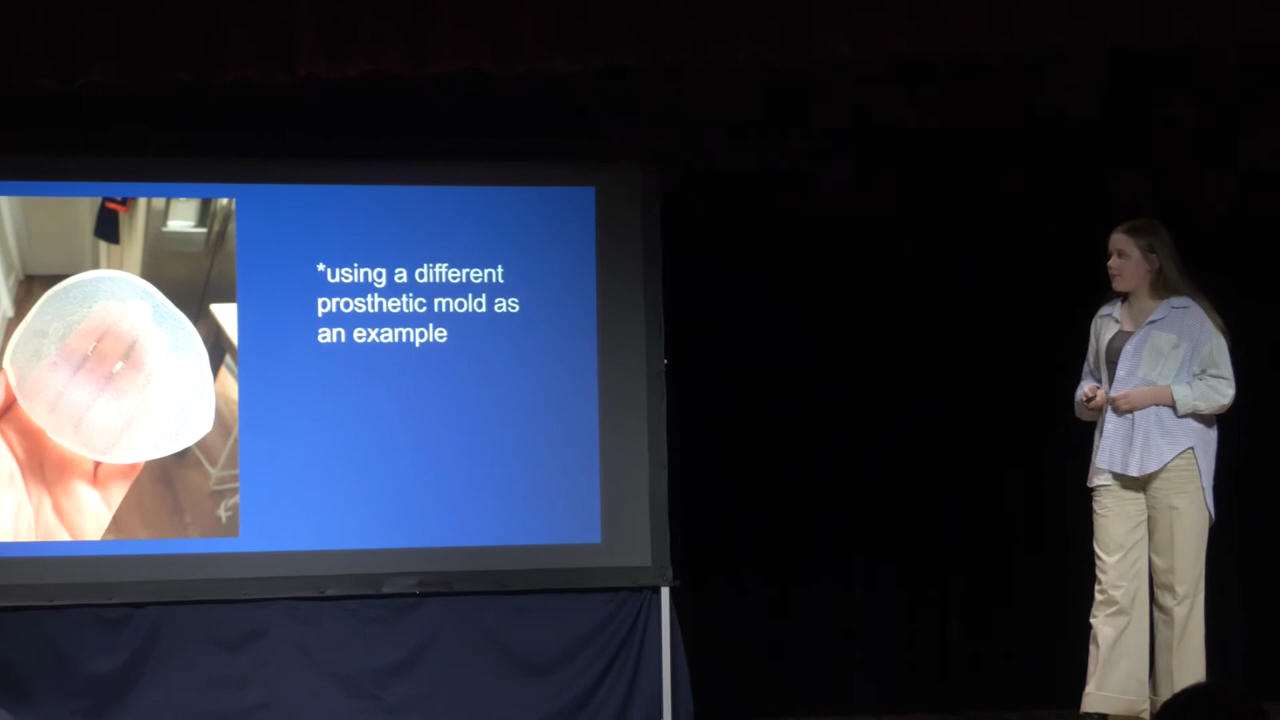 *using a different
prosthetic mold as
an example